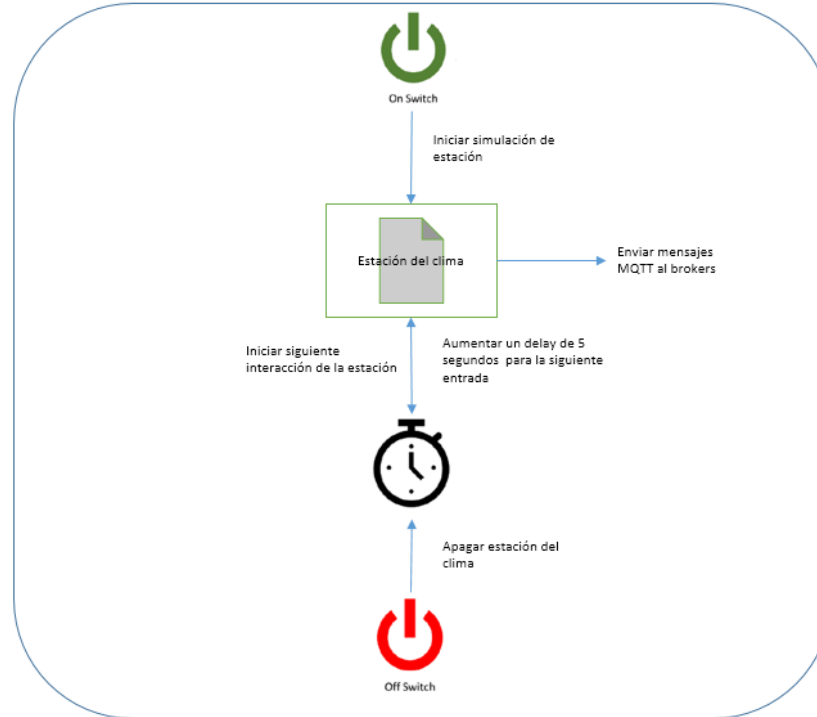 On Switch
Iniciar simulación de
estación
Estación del clima
Enviar mensajes
MQTT al brokers
Iniciar siguiente
interacción de la estación
Aumentar un delay de 5
segundos para la siguiente
entrada
Apagar estación del
clima
Off Switch